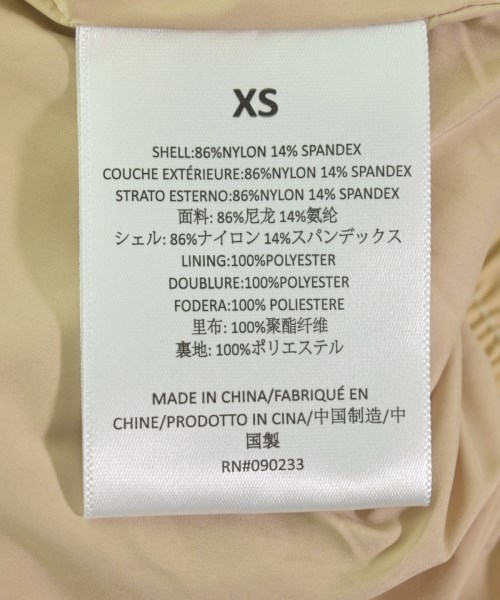 XS
SHELL:86%NYLON 14% SPANDEX
COUCHE EXTÉRIEURE:86%NYLON 14% SPANDEX
STRATO ESTERNO:86%NYLON 14% SPANDEX
面料: 86%尼龙 14%氨纶
シェル: 86%ナイロン 14%スパンデックス
LINING:100%POLYESTER
DOUBLURE:100%POLYESTER
FODERA:100% POLIESTERE
里布: 100%聚酯纤维
裏地: 100%ポリエステル
MADE IN CHINA/FABRIQUÉ EN
CHINE/PRODOTTO IN CINA/中国制造/中
国製
RN#090233